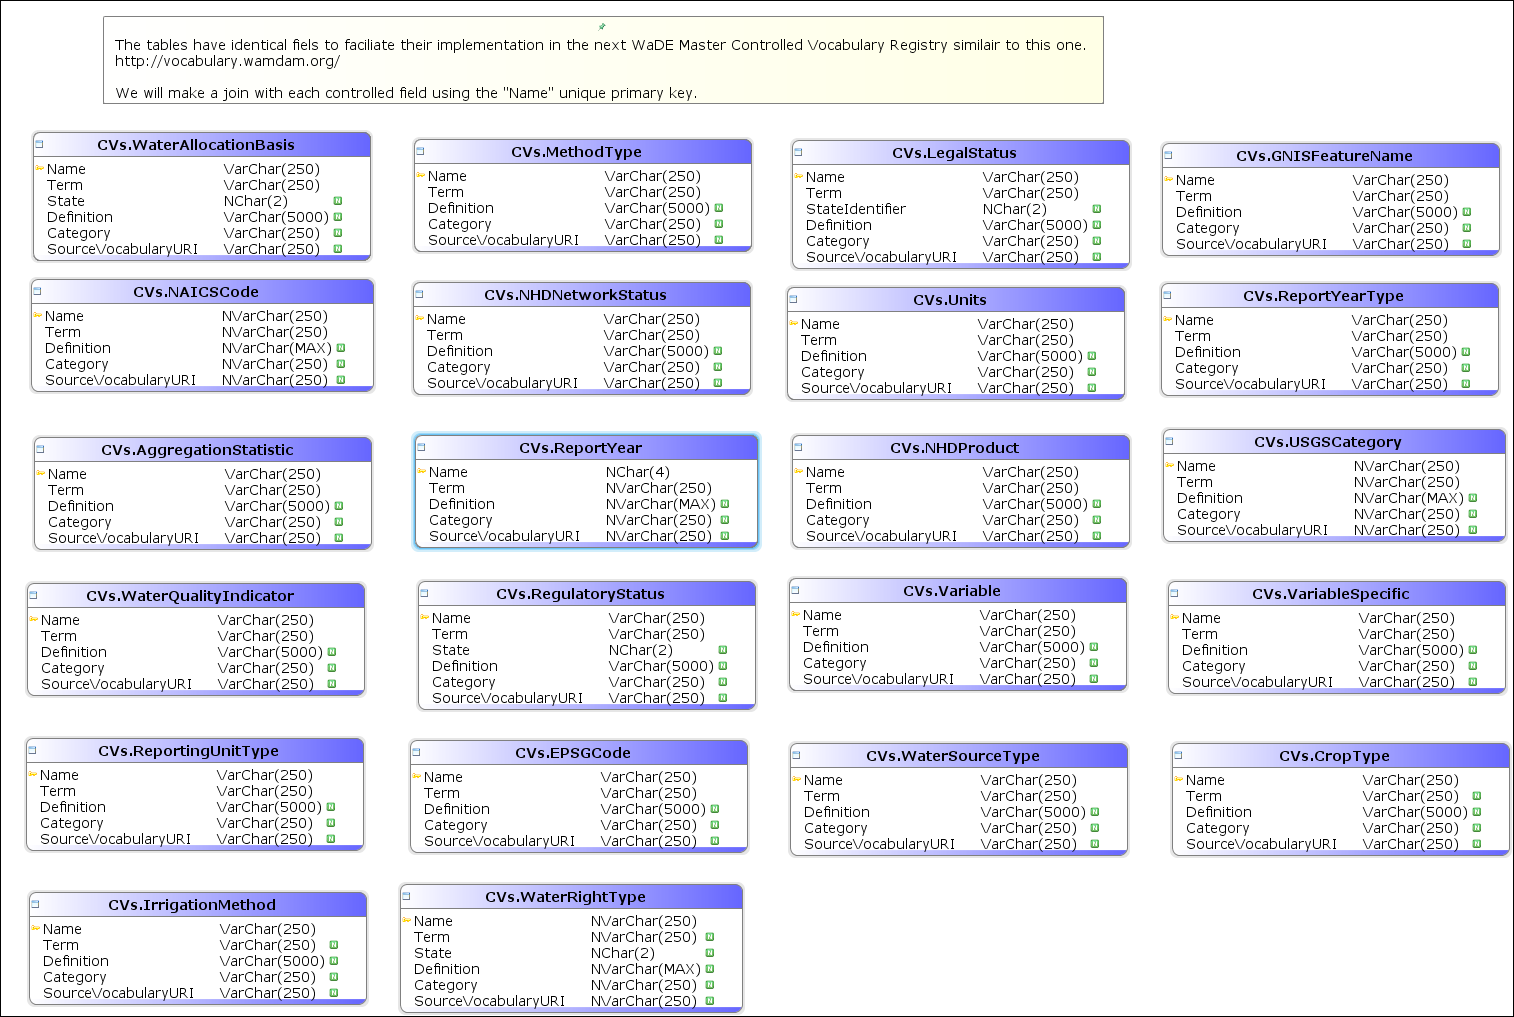 The tables have identical fiels to faciliate their implementation in the next WaDE Master Controlled Vocabulary Registry similair to this one.
http://vocabulary.wamdam.org/
We will make a join with each controlled field using the "Name" unique primary key.
CVs.WaterAllocationBasis
Name VarChar(250)
Term VarChar(250)
State NChar(2) N
Definition VarChar(5000) N
Category VarChar(250) N
SourceVocabularyURI VarChar(250) N
CVs.MethodType
Name VarChar(250)
Term VarChar(250)
Definition VarChar(5000) N
Category VarChar(250) N
SourceVocabularyURI VarChar(250) N
CVs.LegalStatus
Name VarChar(250)
Term VarChar(250)
StateIdentifier NChar(2) N
Definition VarChar(5000) N
Category VarChar(250) N
SourceVocabularyURI VarChar(250) N
CVs.GNISFeatureName
Name VarChar(250)
Term VarChar(250)
Definition VarChar(5000) N
Category VarChar(250) N
SourceVocabularyURI VarChar(250) N
CVs.NAICSCode
Name NVarChar(250)
Term NVarChar(250)
Definition NVarChar(MAX) N
Category NVarChar(250) N
SourceVocabularyURI NVarChar(250) N
CVs.NHDNetworkStatus
Name VarChar(250)
Term VarChar(250)
Definition VarChar(5000) N
Category VarChar(250) N
SourceVocabularyURI VarChar(250) N
CVs.Units
Name VarChar(250)
Term VarChar(250)
Definition VarChar(5000) N
Category VarChar(250) N
SourceVocabularyURI VarChar(250) N
CVs.ReportYearType
Name VarChar(250)
Term VarChar(250)
Definition VarChar(5000) N
Category VarChar(250) N
SourceVocabularyURI VarChar(250) N
CVs.AggregationStatistic
Name VarChar(250)
Term VarChar(250)
Definition VarChar(5000) N
Category VarChar(250) N
SourceVocabularyURI VarChar(250) N
CVs.ReportYear
Name NChar(4)
Term NVarChar(250)
Definition NVarChar(MAX) N
Category NVarChar(250) N
SourceVocabularyURI NVarChar(250) N
CVs.NHDProduct
Name VarChar(250)
Term VarChar(250)
Definition VarChar(5000) N
Category VarChar(250) N
SourceVocabularyURI VarChar(250) N
CVs.USGSCategory
Name NVarChar(250)
Term NVarChar(250)
Definition NVarChar(MAX) N
Category NVarChar(250) N
SourceVocabularyURI NVarChar(250) N
CVs.WaterQualityIndicator
Name VarChar(250)
Term VarChar(250)
Definition VarChar(5000) N
Category VarChar(250) N
SourceVocabularyURI VarChar(250) N
CVs.RegulatoryStatus
Name VarChar(250)
Term VarChar(250)
State NChar(2) N
Definition VarChar(5000) N
Category VarChar(250) N
SourceVocabularyURI VarChar(250) N
CVs.Variable
Name VarChar(250)
Term VarChar(250)
Definition VarChar(5000) N
Category VarChar(250) N
SourceVocabularyURI VarChar(250) N
CVs.VariableSpecific
Name VarChar(250)
Term VarChar(250)
Definition VarChar(5000) N
Category VarChar(250) N
SourceVocabularyURI VarChar(250) N
CVs.ReportingUnitType
Name VarChar(250)
Term VarChar(250)
Definition VarChar(5000) N
Category VarChar(250) N
SourceVocabularyURI VarChar(250) N
CVs.EPSGCode
Name VarChar(250)
Term VarChar(250)
Definition VarChar(5000) N
Category VarChar(250) N
SourceVocabularyURI VarChar(250) N
CVs.WaterSourceType
Name VarChar(250)
Term VarChar(250)
Definition VarChar(5000) N
Category VarChar(250) N
SourceVocabularyURI VarChar(250) N
CVs.CropType
Name VarChar(250)
Term VarChar(250) N
Definition VarChar(5000) N
Category VarChar(250) N
SourceVocabularyURI VarChar(250) N
CVs.IrrigationMethod
Name VarChar(250)
Term VarChar(250) N
Definition VarChar(5000) N
Category VarChar(250) N
SourceVocabularyURI VarChar(250) N
CVs.WaterRightType
Name NVarChar(250)
Term NVarChar(250) N
State NChar(2) N
Definition NVarChar(MAX) N
Category NVarChar(250) N
SourceVocabularyURI NVarChar(250) N